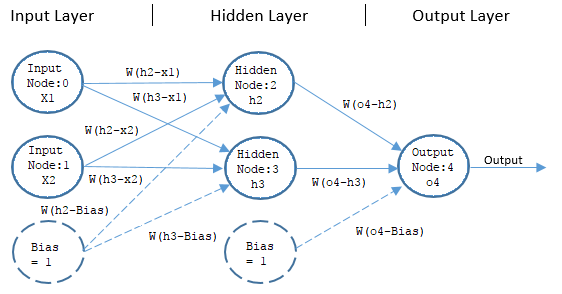 Input Layer | Hidden Layer | Output Layer
Input
Node:0
X1
W(h2-x1)
W(h3-x1)
Hidden
Node:2
h2
W(o4-h2)
W(h2-x2)
Input
Node:1
X2
W(h3-x2)
Hidden
Node:3
h3
W(o4-h3)
Output
Node:4
o4
Output
W(h2-Bias)
W(h3-Bias)
W(o4-Bias)
Bias
= 1
Bias
= 1